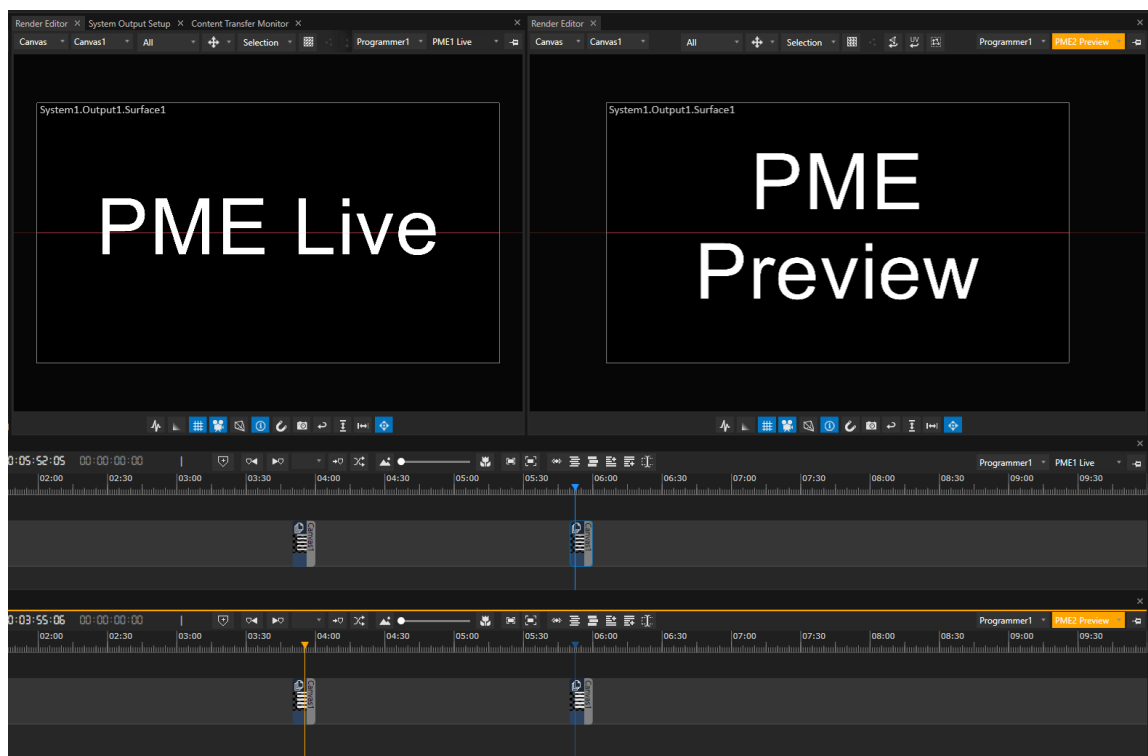 Render Editor System Output Setup Content Transfer Monitor
Canvas Canvas1 All Selection Programmer1 PME1 Live
System1.Output1.Surface1
PME Live
Render Editor
Canvas Canvas1 All Selection UV Programmer1 PME2 Preview
System1.Output1.Surface1
PME
Preview
0:05:52:05 00:00:00:00 Programmer1 PME1 Live
02:00 02:30 03:00 03:30 04:00 04:30 05:00 05:30 06:00 06:30 07:00 07:30 08:00 08:30 09:00 09:30
Canvas1 Canvas1
0:03:55:06 00:00:00:00 Programmer1 PME2 Preview
02:00 02:30 03:00 03:30 04:00 04:30 05:00 05:30 06:00 06:30 07:00 07:30 08:00 08:30 09:00 09:30
Canvas1 Canvas1